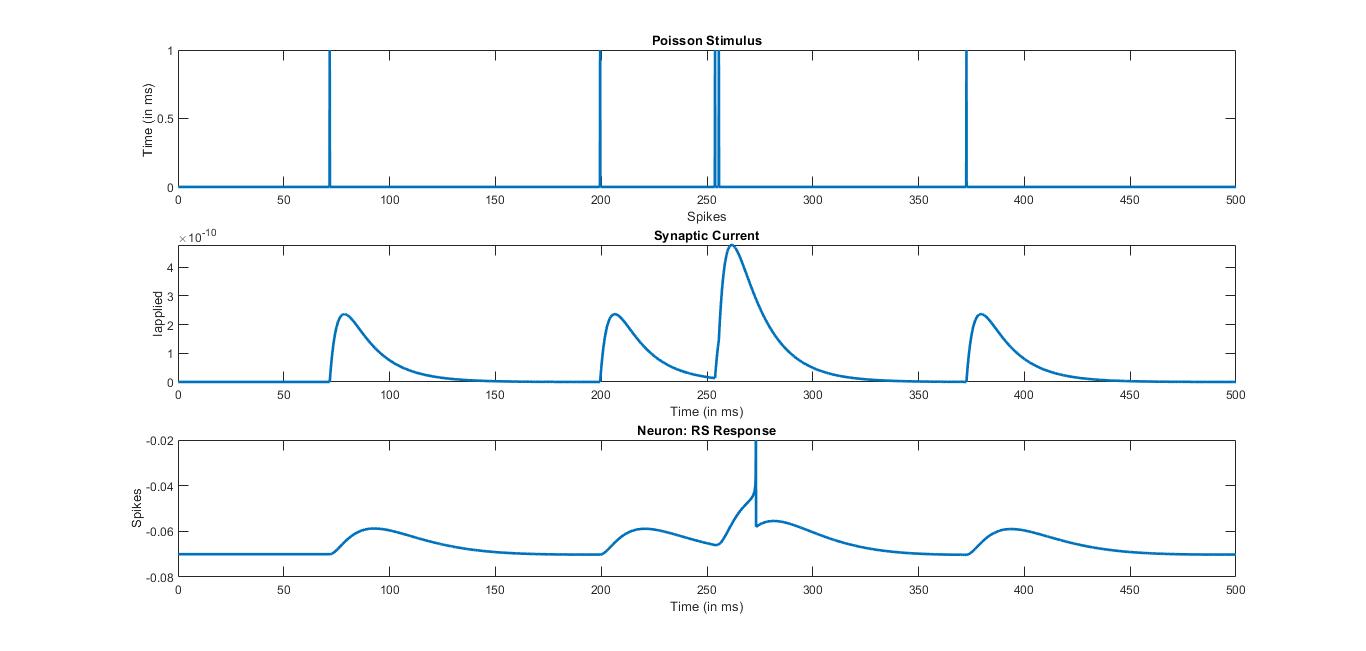 Poisson Stimulus
1
0.5
0
Time (in ms)
0 50 100 150 200 250 300 350 400 450 500
Spikes
×10-10
Synaptic Current
4
3
2
1
0
Iapplied
0 50 100 150 200 250 300 350 400 450 500
Time (in ms)
Neuron: RS Response
-0.02
-0.04
-0.06
-0.08
Spikes
0 50 100 150 200 250 300 350 400 450 500
Time (in ms)